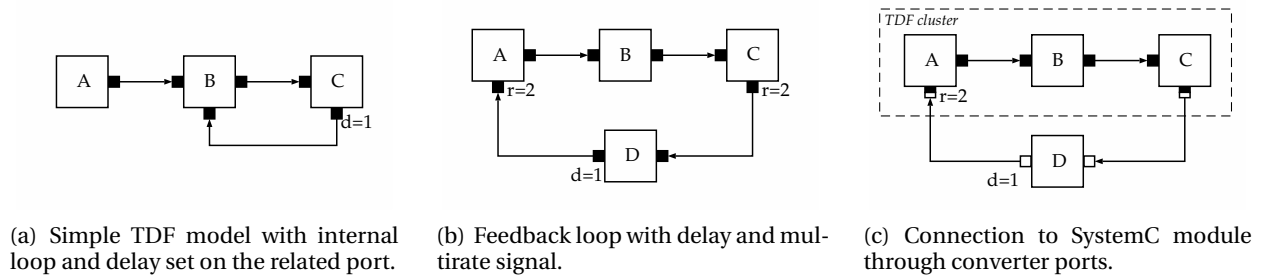 A
B
C
d=1
(a) Simple TDF model with internal
loop and delay set on the related port.
A
B
C
r=2
r=2
D
d=1
(b) Feedback loop with delay and mul-
tirate signal.
TDF cluster
A
B
C
r=2
D
d=1
(c) Connection to SystemC module
through converter ports.